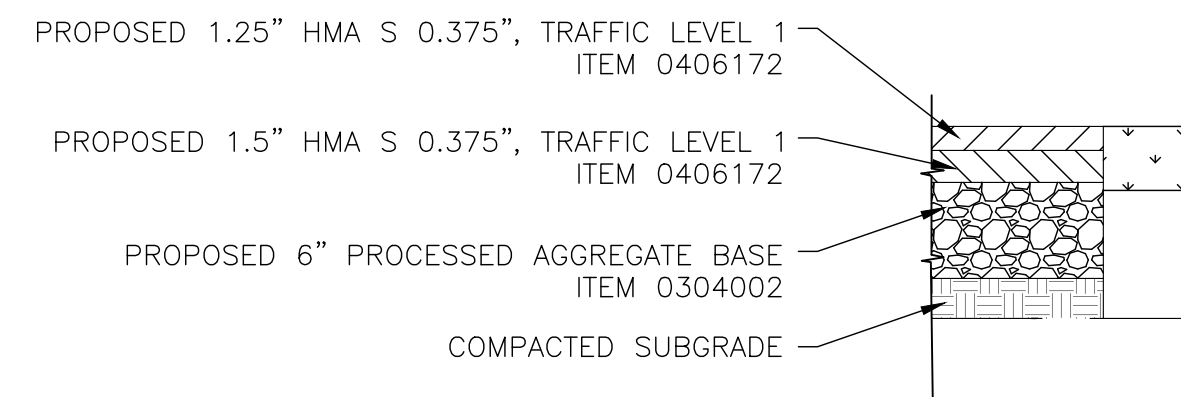 PROPOSED 1.25” HMA S 0.375”, TRAFFIC LEVEL 1
ITEM 0406172
PROPOSED 1.5” HMA S 0.375”, TRAFFIC LEVEL 1
ITEM 0406172
PROPOSED 6” PROCESSED AGGREGATE BASE
ITEM 0304002
COMPACTED SUBGRADE